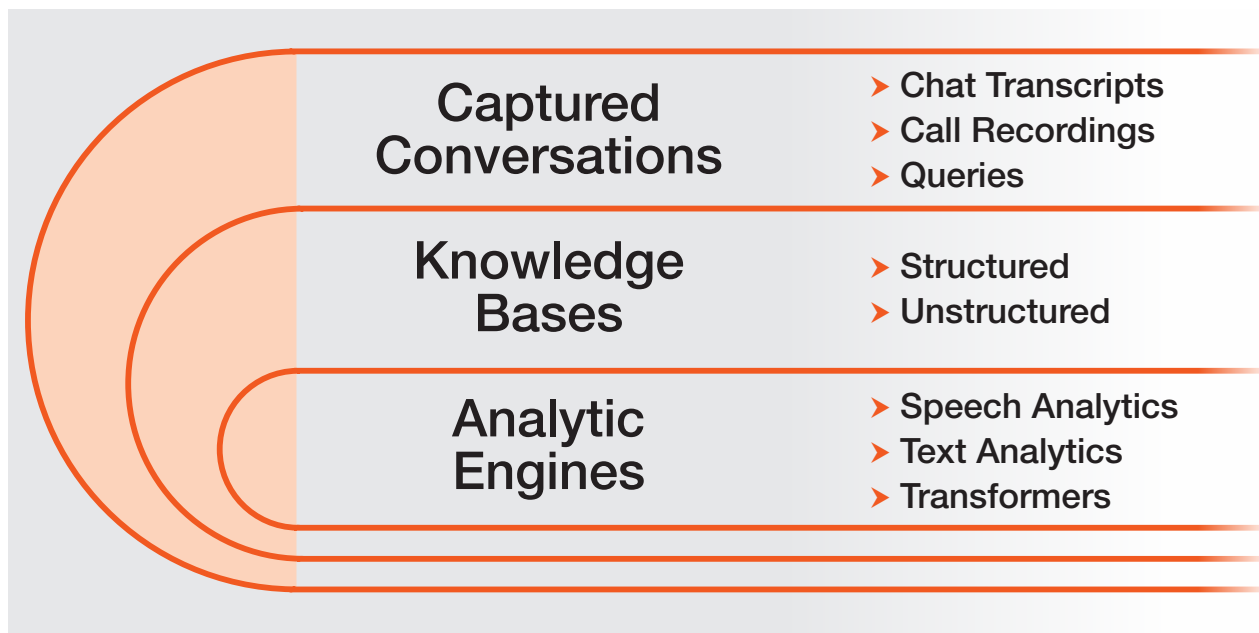 Captured
Conversations
Chat Transcripts
Call Recordings
Queries
Knowledge
Bases
Structured
Unstructured
Analytic
Engines
Speech Analytics
Text Analytics
Transformers